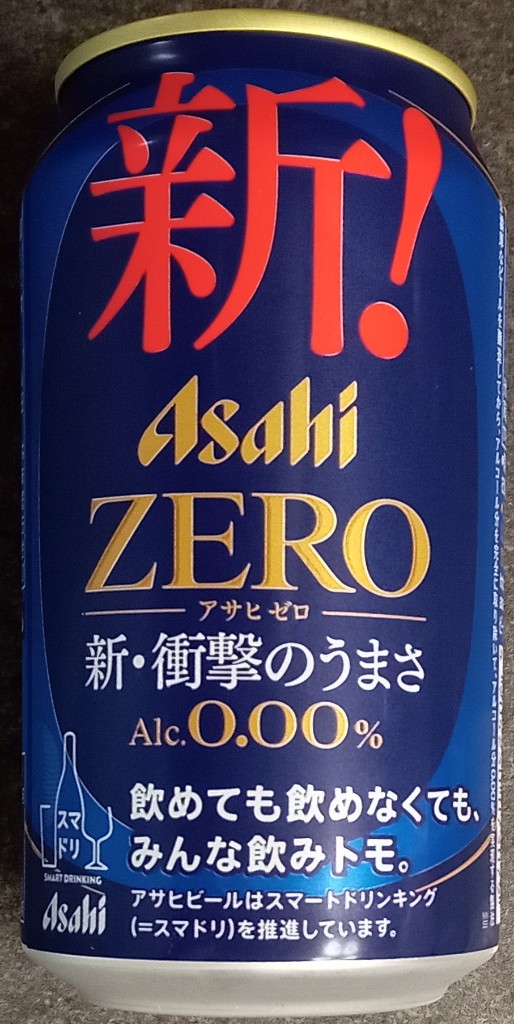 新!
Asahi
ZERO
アサヒ ゼロ
新・衝撃のうまさ
Alc.0.00%
スマ
ドリ
SMART DRINKING
Asahi
飲めても飲めなくても、
みんな飲みトモ。
アサヒビールはスマートドリンキング
(=スマドリ)を推進しています。